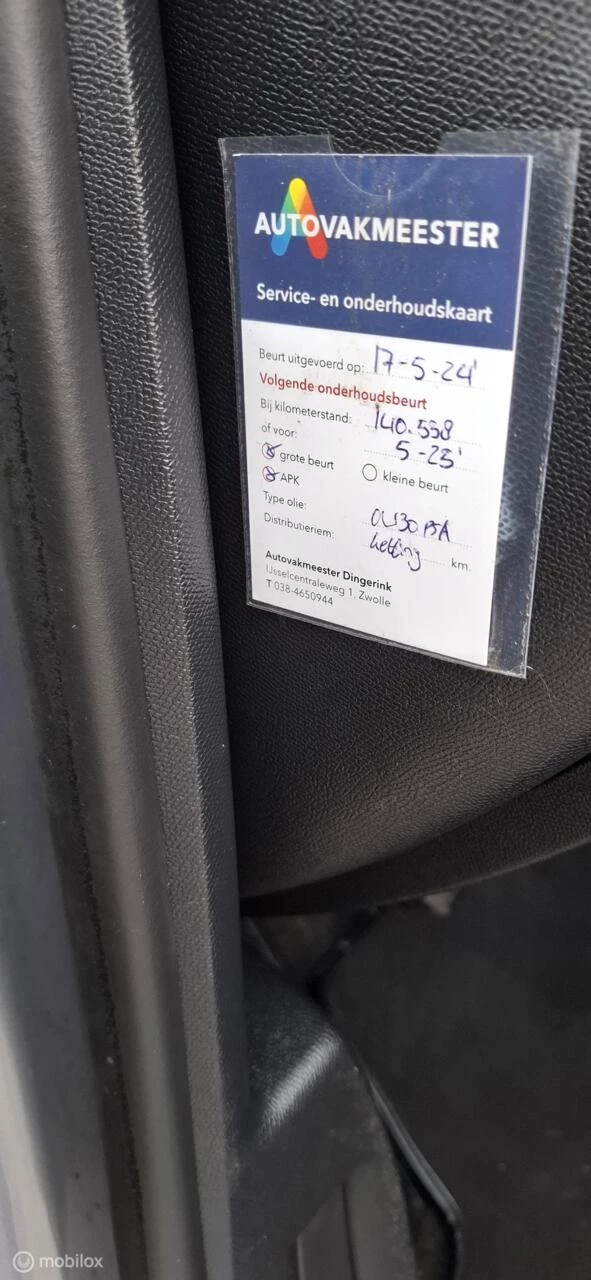 AUTOVAKMEESTER
Service- en onderhoudskaart
Beurt uitgevoerd op: 17-5-24'
Volgende onderhoudsbeurt
Bij kilometerstand: 140.558
of voor: 5-25'
grote beurt kleine beurt
APK
Type olie: 0W30 PSA
Distributieriem: ketting km.
Autovakmeester Dingerink
IJsselcentraleweg 1, Zwolle
T 038-4650944
mobilox